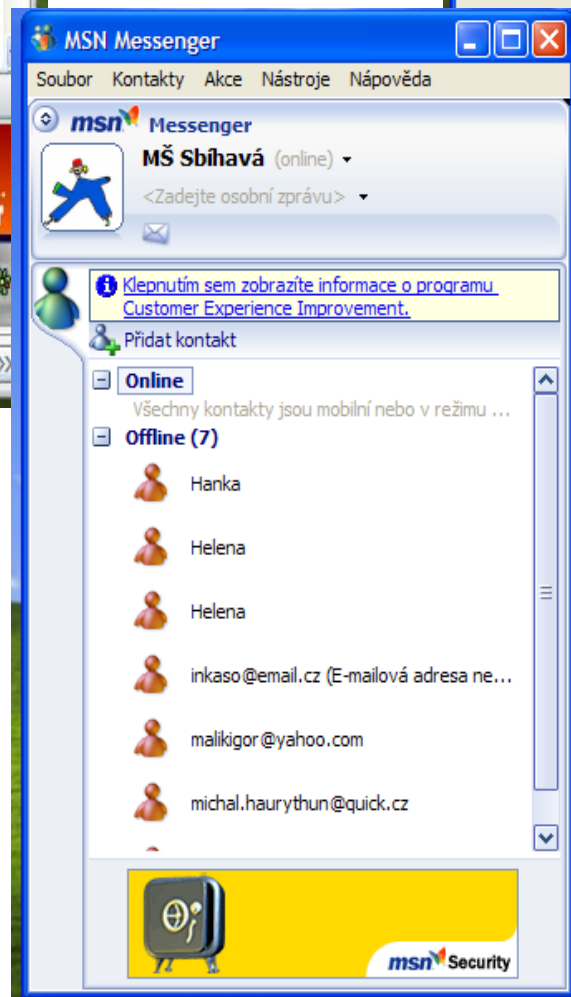 MSN Messenger
Soubor Kontakty Akce Nástroje Nápověda
msn Messenger
MŠ Sbíhavá (online)
<Zadejte osobní zprávu>
Klepnutím sem zobrazíte informace o programu
Customer Experience Improvement.
Přidat kontakt
Online
Všechny kontakty jsou mobilní nebo v režimu ...
Offline (7)
Hanka
Helena
Helena
inkaso@email.cz (E-mailová adresa ne...
malikigor@yahoo.com
michal.haurythun@quick.cz
msn Security